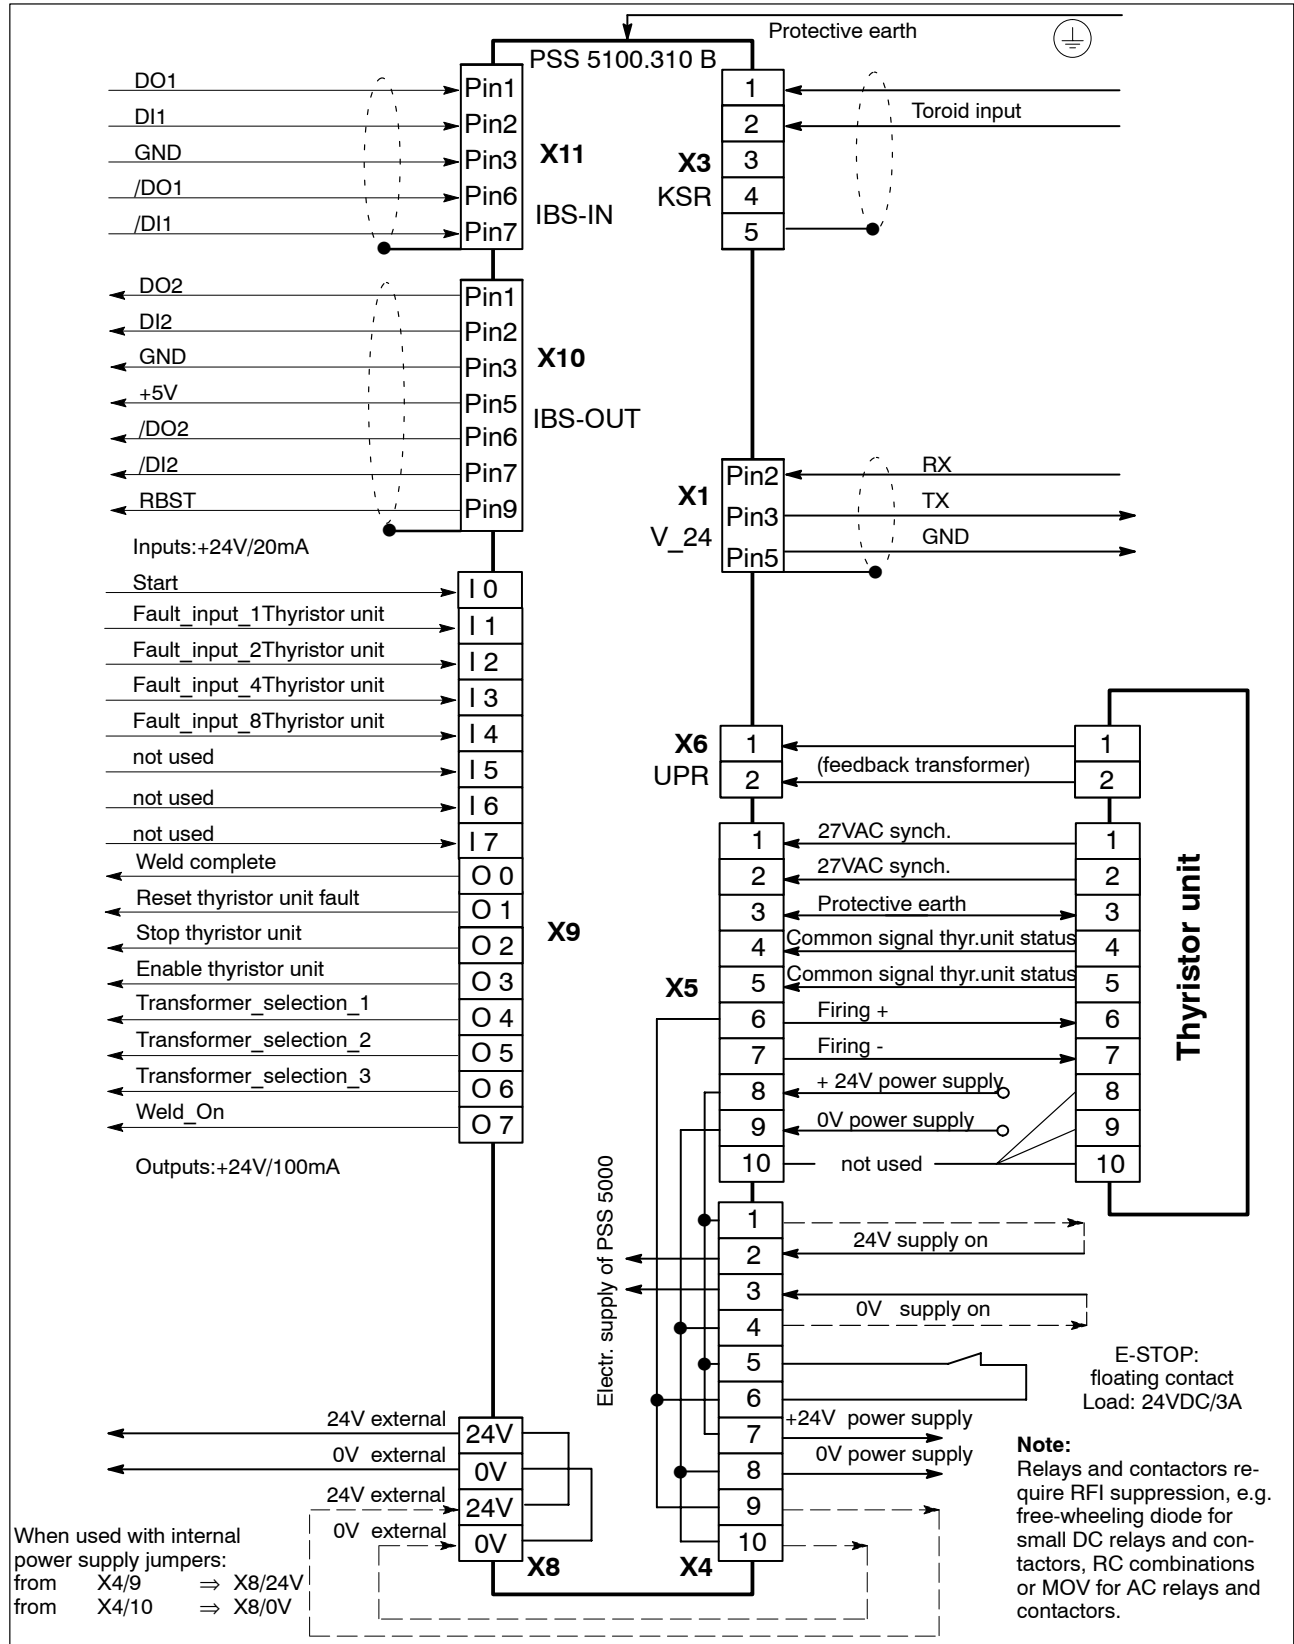 Protective earth
PSS 5100.310 B
DO1
DI1
GND
/DO1
/DI1
Pin1
Pin2
Pin3
Pin6
Pin7
X11
IBS-IN
1
2
3
4
5
X3
KSR
Toroid input
DO2
DI2
GND
+5V
/DO2
/DI2
RBST
Pin1
Pin2
Pin3
Pin5
Pin6
Pin7
Pin9
X10
IBS-OUT
X1
V_24
Pin2
Pin3
Pin5
RX
TX
GND
Inputs:+24V/20mA
Start
Fault_input_1Thyristor unit
Fault_input_2Thyristor unit
Fault_input_4Thyristor unit
Fault_input_8Thyristor unit
not used
not used
not used
Weld complete
Reset thyristor unit fault
Stop thyristor unit
Enable thyristor unit
Transformer_selection_1
Transformer_selection_2
Transformer_selection_3
Weld_On
I 0
I 1
I 2
I 3
I 4
I 5
I 6
I 7
O 0
O 1
O 2
O 3
O 4
O 5
O 6
O 7
X9
Outputs:+24V/100mA
X6
UPR
1
2
(feedback transformer)
1
2
X5
1
2
3
4
5
6
7
8
9
10
27VAC synch.
27VAC synch.
Protective earth
Common signal thyr.unit status
Common signal thyr.unit status
Firing +
Firing -
+ 24V power supply
0V power supply
not used
1
2
3
4
5
6
7
8
9
10
Thyristor unit
Electr. supply of PSS 5000
1
2
3
4
5
6
7
8
9
10
X4
24V supply on
0V supply on
E-STOP:
floating contact
Load: 24VDC/3A
+24V power supply
0V power supply
Note:
Relays and contactors re-
quire RFI suppression, e.g.
free-wheeling diode for
small DC relays and con-
tactors, RC combinations
or MOV for AC relays and
contactors.
24V external
0V external
24V external
0V external
24V
0V
24V
0V
X8
When used with internal
power supply jumpers:
from X4/9 ⇒ X8/24V
from X4/10 ⇒ X8/0V